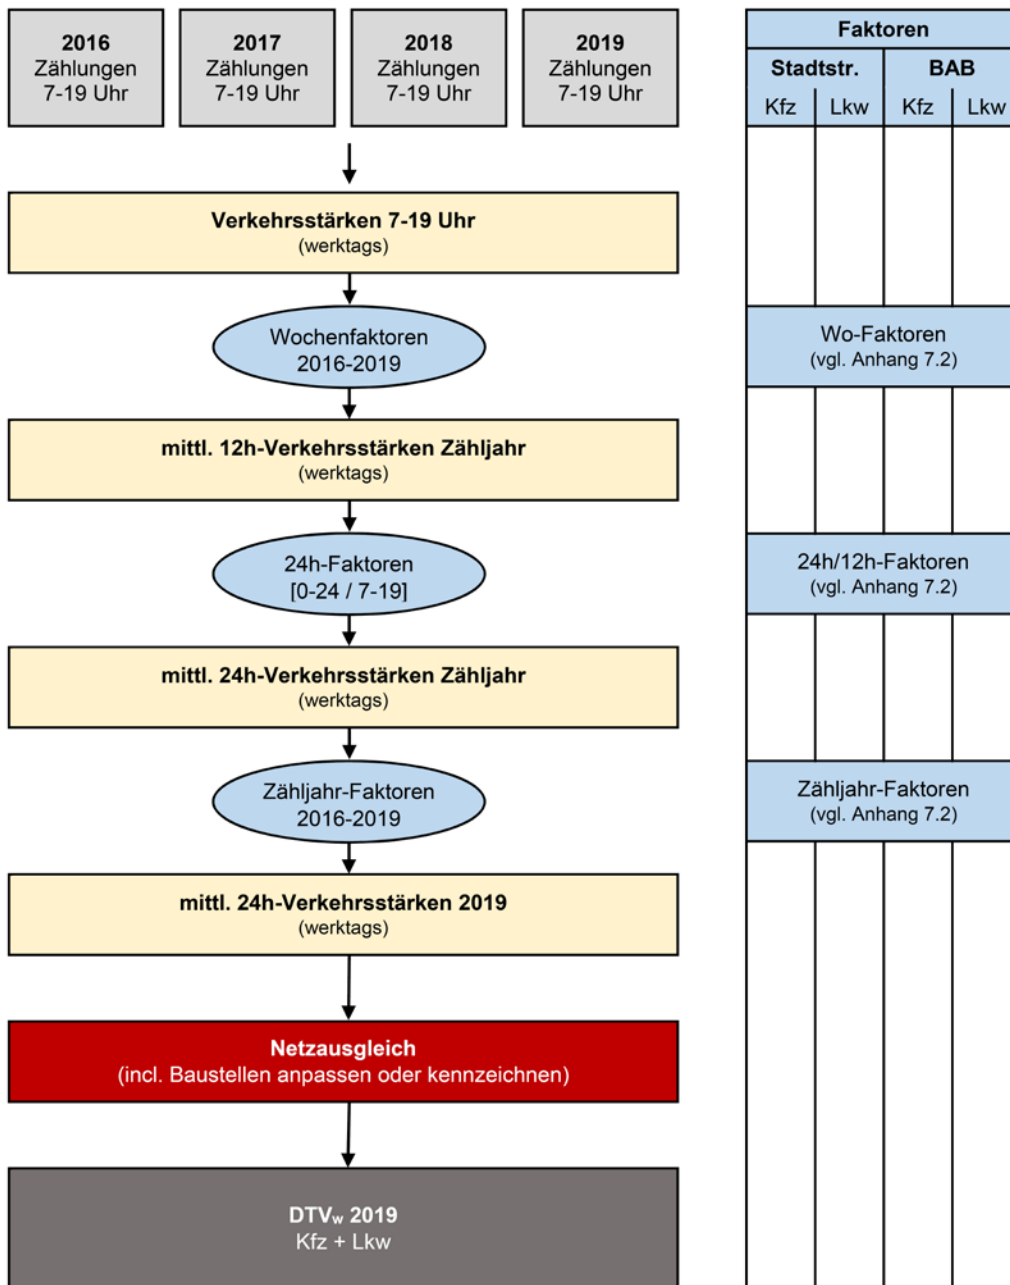 2016
Zählungen
7-19 Uhr
2017
Zählungen
7-19 Uhr
2018
Zählungen
7-19 Uhr
2019
Zählungen
7-19 Uhr
Verkehrsstärken 7-19 Uhr
(werktags)
Wochenfaktoren
2016-2019
mittl. 12h-Verkehrsstärken Zähljahr
(werktags)
24h-Faktoren
[0-24 / 7-19]
mittl. 24h-Verkehrsstärken Zähljahr
(werktags)
Zähljahr-Faktoren
2016-2019
mittl. 24h-Verkehrsstärken 2019
(werktags)
Netzausgleich
(incl. Baustellen anpassen oder kennzeichnen)
DTVw 2019
Kfz + Lkw
Faktoren
Stadtstr. BAB
Kfz Lkw Kfz Lkw
Wo-Faktoren
(vgl. Anhang 7.2)
24h/12h-Faktoren
(vgl. Anhang 7.2)
Zähljahr-Faktoren
(vgl. Anhang 7.2)